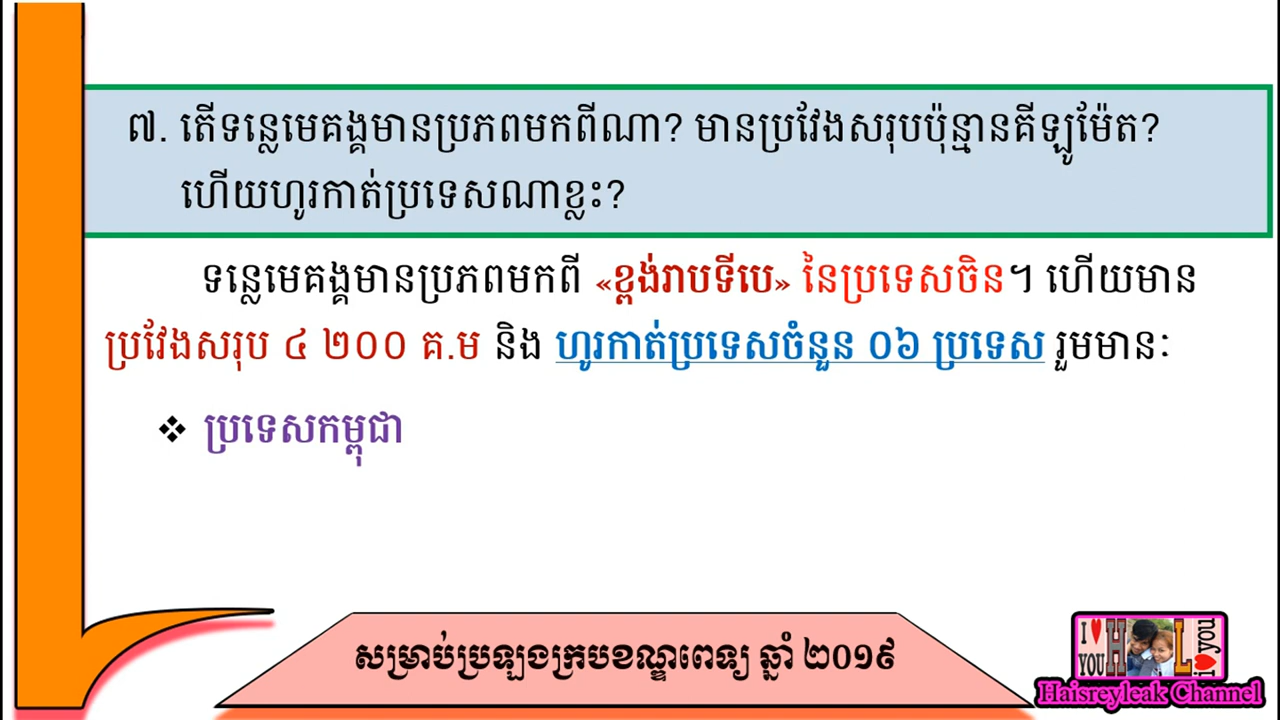 ៧. តើទន្លេមេគង្គមានប្រភពមកពីណា? មានប្រវែងសរុបប៉ុន្មានគីឡូម៉ែត?
ហើយហូរកាត់ប្រទេសណាខ្លះ?
ទន្លេមេគង្គមានប្រភពមកពី «ខ្ពង់រាបទីបេ» នៃប្រទេសចិន។ ហើយមាន
ប្រវែងសរុប ៤ ២០០ គ.ម និង ហូរកាត់ប្រទេសចំនួន ០៦ ប្រទេស រួមមានៈ
❖ ប្រទេសកម្ពុជា
សម្រាប់ប្រឡងក្របខណ្ឌពេទ្យ ឆ្នាំ ២០១៩
I ♥ YOU H L i ♥ you
Haisreyleak Channel